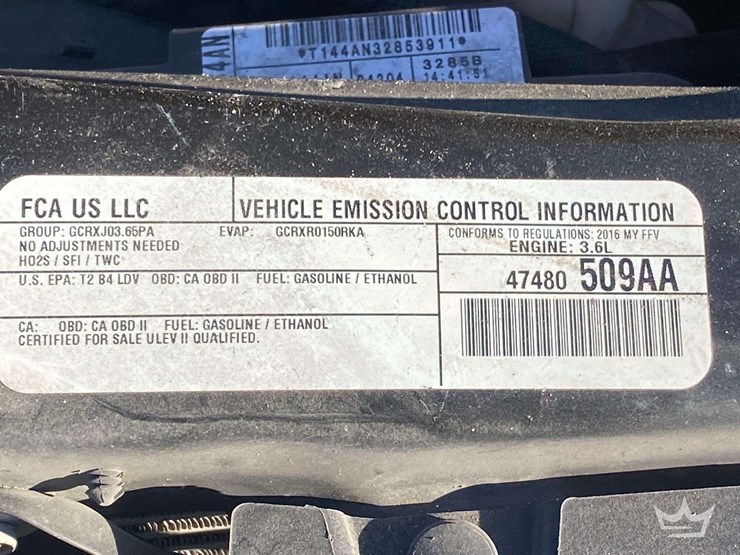 4AN
*T144AN32853911*
3285B
14:41:51
FCA US LLC
VEHICLE EMISSION CONTROL INFORMATION
GROUP: GCRXJ03.65PA EVAP: GCRXR0150RKA
NO ADJUSTMENTS NEEDED
HO2S / SFI / TWC
CONFORMS TO REGULATIONS: 2016 MY FFV
ENGINE: 3.6L
U.S. EPA: T2 B4 LDV OBD: CA OBD II FUEL: GASOLINE / ETHANOL
47480 509AA
CA: OBD: CA OBD II FUEL: GASOLINE / ETHANOL
CERTIFIED FOR SALE ULEV II QUALIFIED.